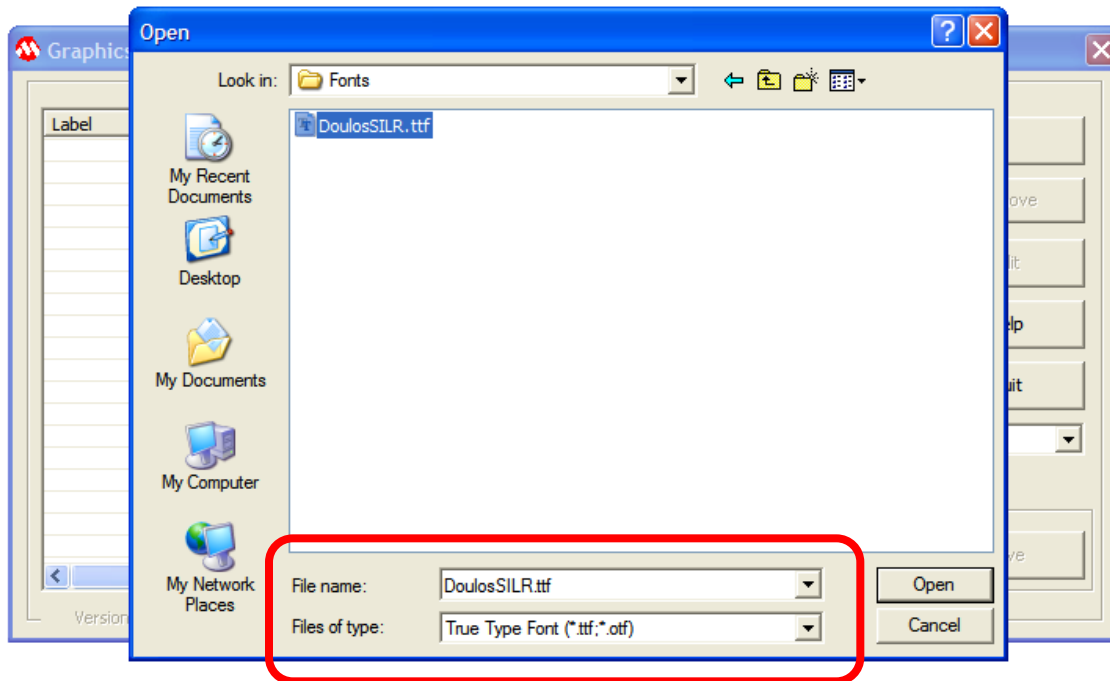 Open
Graphics
Look in: Fonts
Label
DoulosSILR.ttf
My Recent
Documents
Desktop
My Documents
My Computer
My Network
Places
File name: DoulosSILR.ttf
Files of type: True Type Font (*.ttf;*.otf)
Open
Cancel
Version